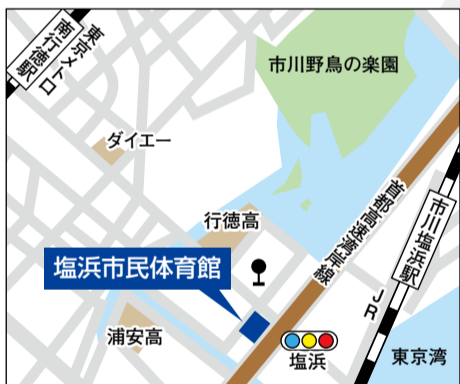 東京メトロ
南行徳駅
市川野鳥の楽園
ダイエー
行徳高
首都高速湾岸線
市川塩浜駅
塩浜市民体育館
JR
浦安高
塩浜
東京湾